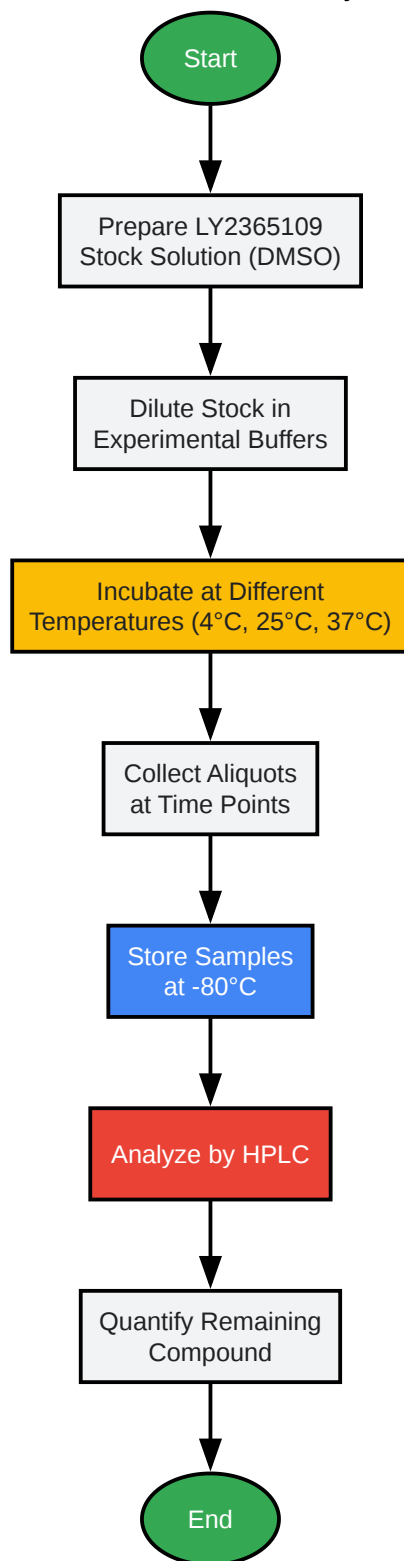 Start
Prepare LY2365109
Stock Solution (DMSO)
Dilute Stock in
Experimental Buffers
Incubate at Different
Temperatures (4°C, 25°C, 37°C)
Collect Aliquots
at Time Points
Store Samples
at -80°C
Analyze by HPLC
Quantify Remaining
Compound
End